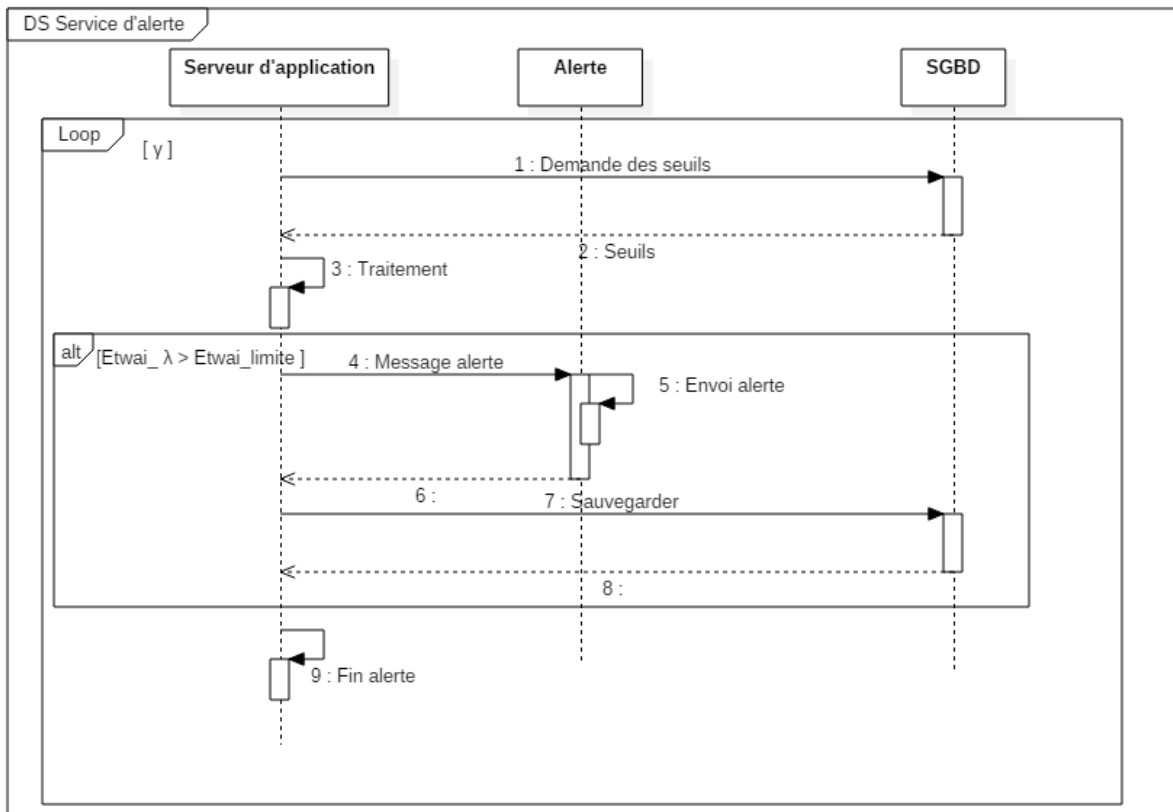 DS Service d'alerte
Serveur d'application
Alerte
SGBD
Loop
[ γ ]
1 : Demande des seuils
2 : Seuils
3 : Traitement
alt
[Etwai_ λ > Etwai_limite ]
4 : Message alerte
5 : Envoi alerte
6 :
7 : Sauvegarder
8 :
9 : Fin alerte